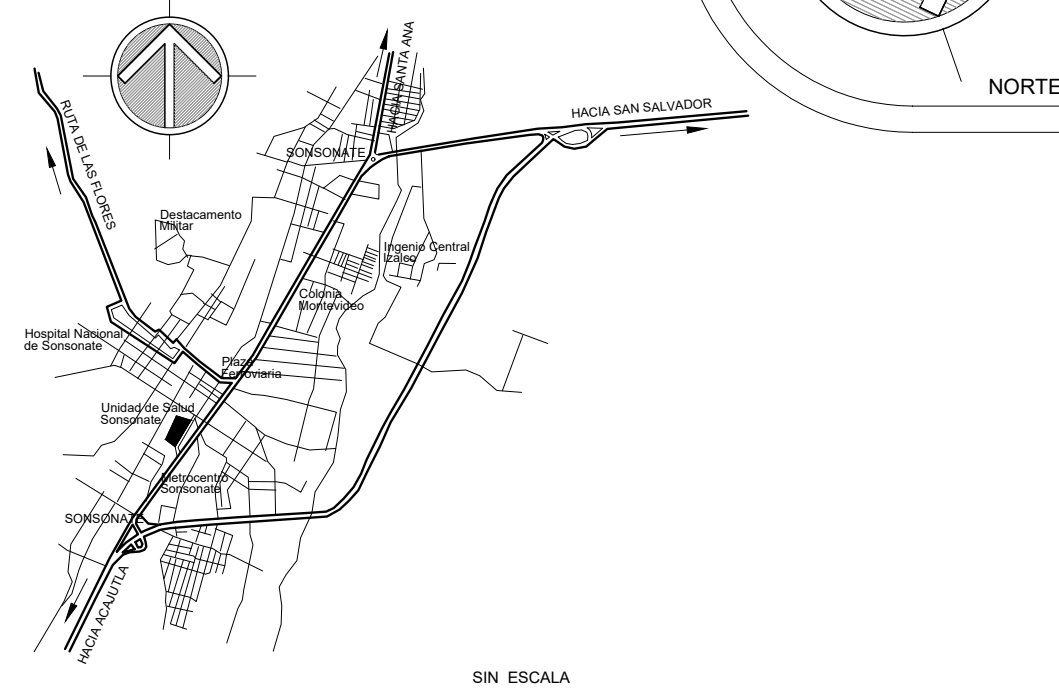 HACIA SANTA ANA
NORTE
RUTA DE LAS FLORES
HACIA SAN SALVADOR
SONSONATE
Destacamento
Militar
Ingenio Central
Izalco
Colonia
Montevideo
Hospital Nacional
de Sonsonate
Plaza
Ferroviaria
Unidad de Salud
Sonsonate
Metrocentro
Sonsonate
SONSONATE
HACIA ACAJUTLA
SIN ESCALA